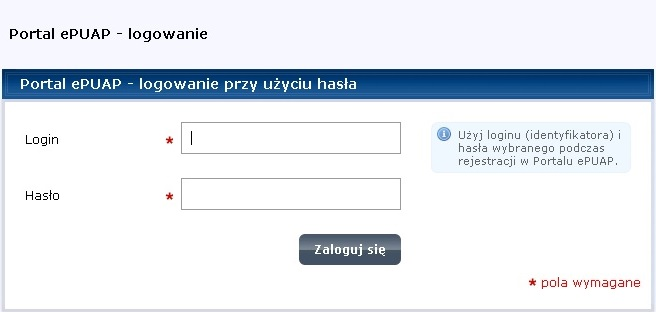 Portal ePUAP - logowanie
Portal ePUAP - logowanie przy użyciu hasła
Login *
Użyj loginu (identyfikatora) i
hasła wybranego podczas
rejestracji w Portalu ePUAP.
Hasło *
Zaloguj się
* pola wymagane